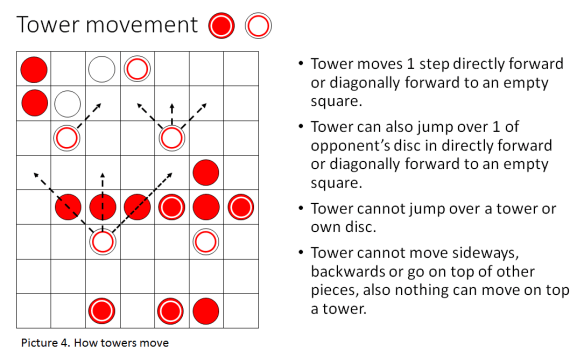 Tower movement
• Tower moves 1 step directly forward
or diagonally forward to an empty
square.
• Tower can also jump over 1 of
opponent's disc in directly forward
or diagonally forward to an empty
square.
• Tower cannot jump over a tower or
own disc.
• Tower cannot move sideways,
backwards or go on top of other
pieces, also nothing can move on top
a tower.
Picture 4. How towers move